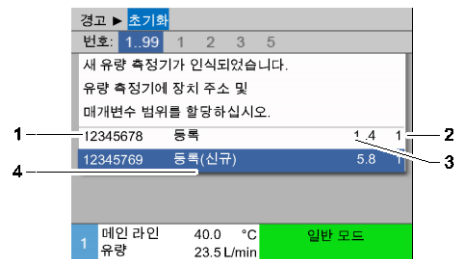 경고 ▶ 초기화
번호: 1..99 1 2 3 5
새 유량 측정기가 인식되었습니다.
유량 측정기에 장치 주소 및
매개변수 범위를 할당하십시오.
1 12345678 등록 1..4 1 2
12345769 등록(신규) 5.8 1 3
4
1 메인 라인 40.0 °C 일반 모드
유량 23.5 L/min